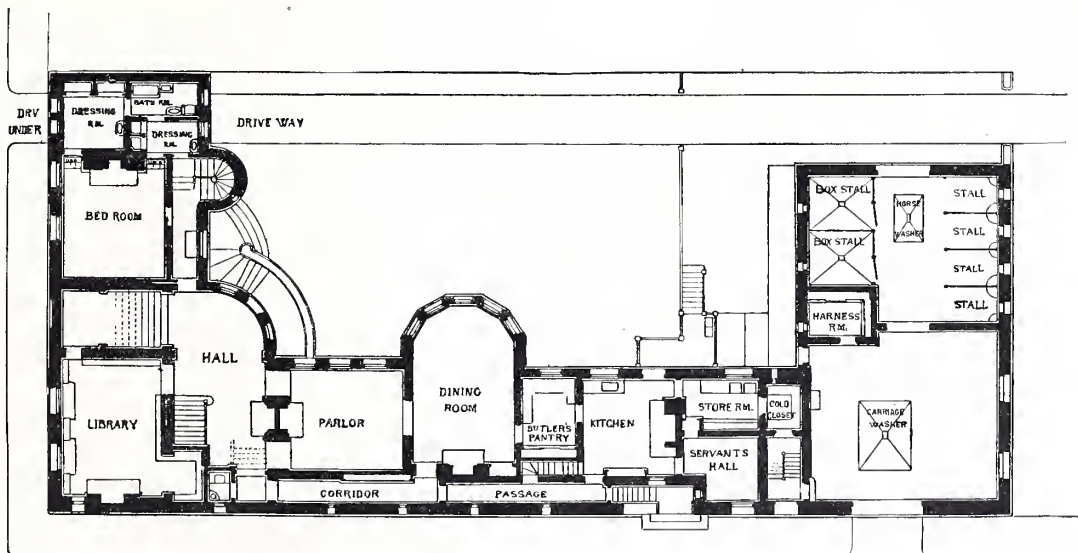 DRV
UNDER
DRESSING
RM.
BATH RM.
DRESSING
RM.
DRIVE WAY
BED ROOM
HALL
LIBRARY
PARLOR
DINING
ROOM
BUTLER'S
PANTRY
KITCHEN
STORE RM.
COLD
CLOSET
SERVANTS
HALL
CORRIDOR
PASSAGE
BOX STALL
BOX STALL
HORSE
WASHER
STALL
STALL
STALL
STALL
HARNESS
RM.
CARRIAGE
WASHER